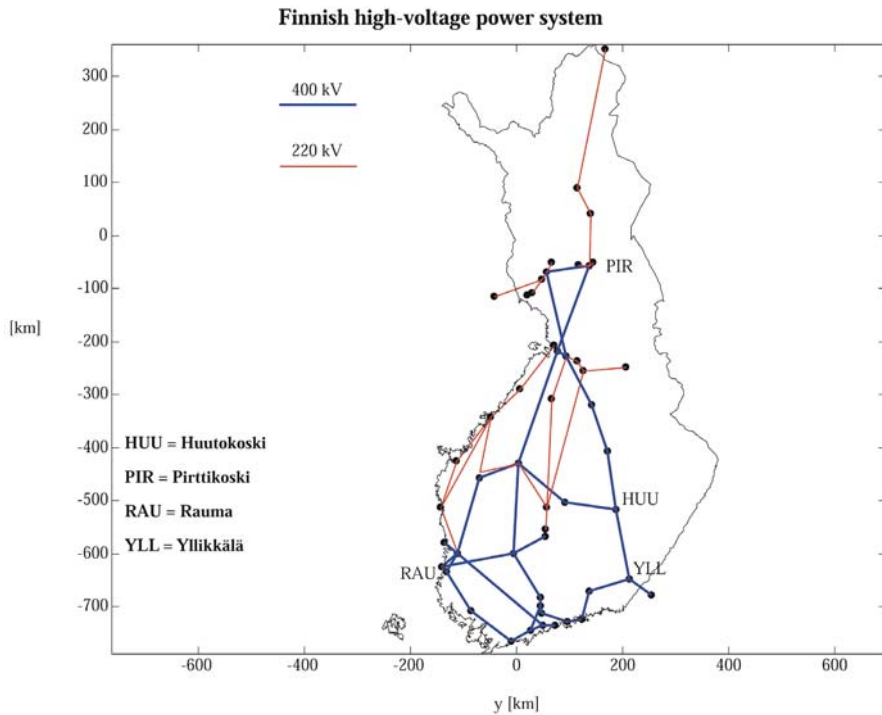 Finnish high-voltage power system
400 kV
220 kV
300
200
100
0
-100
-200
-300
-400
-500
-600
-700
[km]
PIR
HUU
YLL
RAU
HUU = Huutokoski
PIR = Pirttikoski
RAU = Rauma
YLL = Yllikkälä
-600 -400 -200 0 200 400 600
y [km]